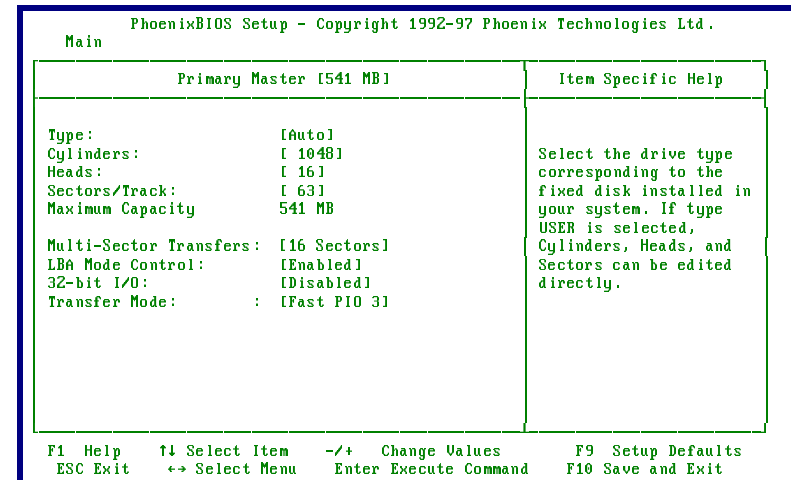 PhoenixBIOS Setup - Copyright 1992-97 Phoenix Technologies Ltd.
Main
Primary Master [541 MB]
Item Specific Help
Type: [Auto]
Cylinders: [ 1048]
Heads: [ 16]
Sectors/Track: [ 63]
Maximum Capacity 541 MB
Multi-Sector Transfers: [16 Sectors]
LBA Mode Control: [Enabled]
32-bit I/O: [Disabled]
Transfer Mode: : [Fast PIO 3]
Select the drive type
corresponding to the
fixed disk installed in
your system. If type
USER is selected,
Cylinders, Heads, and
Sectors can be edited
directly.
F1 Help ↑↓ Select Item -/+ Change Values F9 Setup Defaults
ESC Exit ←→ Select Menu Enter Execute Command F10 Save and Exit